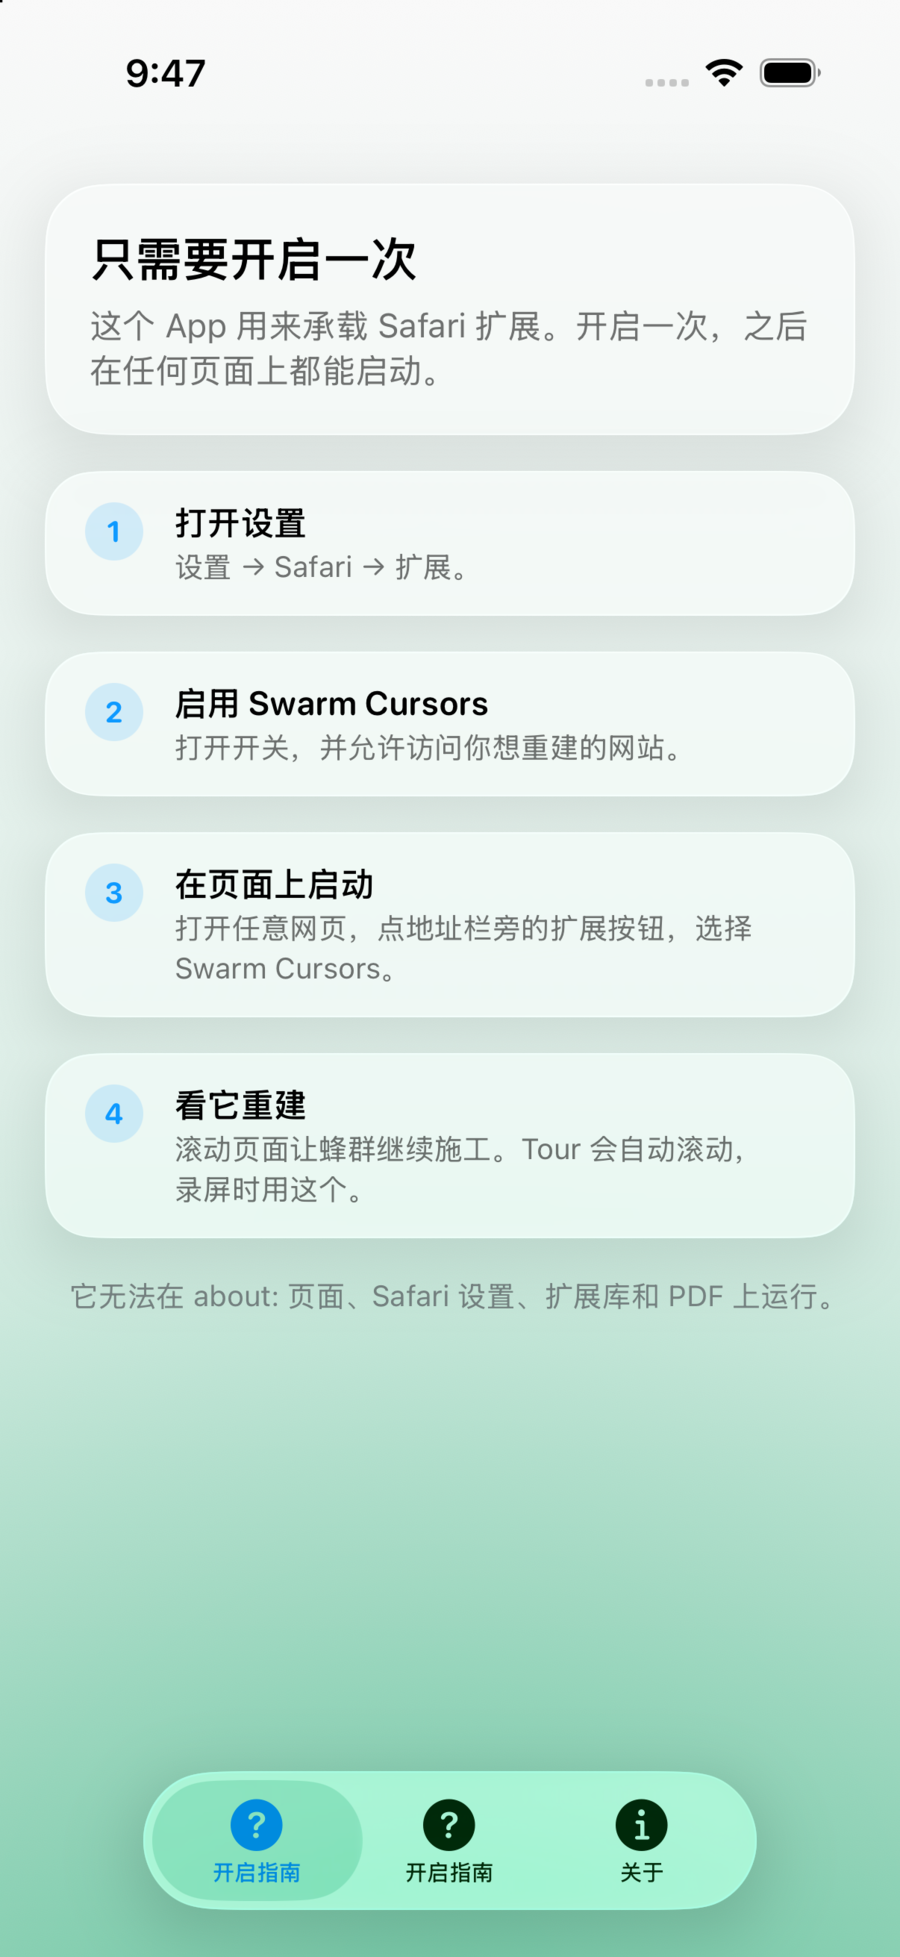 9:47
只需要开启一次
这个 App 用来承载 Safari 扩展。开启一次，之后
在任何页面上都能启动。
1
打开设置
设置 → Safari → 扩展。
2
启用 Swarm Cursors
打开开关，并允许访问你想重建的网站。
3
在页面上启动
打开任意网页，点地址栏旁的扩展按钮，选择
Swarm Cursors。
4
看它重建
滚动页面让蜂群继续施工。Tour 会自动滚动，
录屏时用这个。
它无法在 about: 页面、Safari 设置、扩展库和 PDF 上运行。
开启指南
开启指南
关于